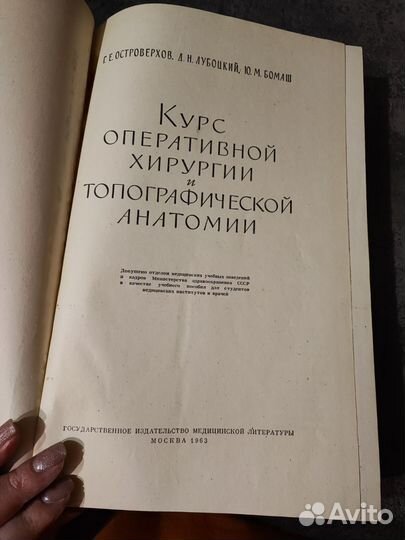 Г. Е. ОСТРОВЕРХОВ, Д. Н. ЛУБОЦКИЙ, Ю. М. БОМАШ
КУРС
ОПЕРАТИВНОЙ
ХИРУРГИИ
и
ТОПОГРАФИЧЕСКОЙ
АНАТОМИИ
Допущено отделом медицинских учебных заведений
и кадров Министерства здравоохранения СССР
в качестве учебного пособия для студентов
медицинских институтов и врачей
ГОСУДАРСТВЕННОЕ ИЗДАТЕЛЬСТВО МЕДИЦИНСКОЙ ЛИТЕРАТУРЫ
МОСКВА 1963
Avito